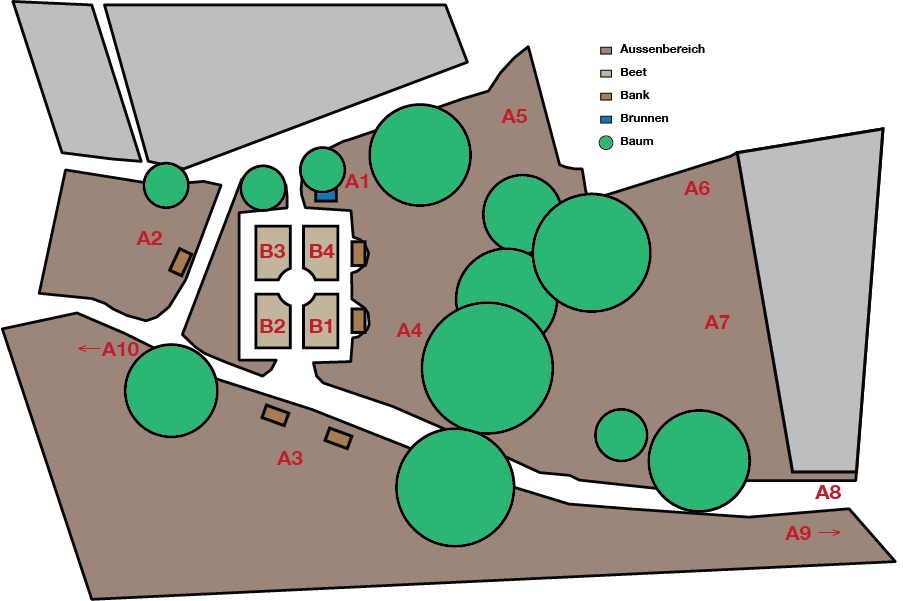 Aussenbereich
Beet
Bank
Brunnen
Baum
A5
A1
A6
A2
B3
B4
B2
B1
A4
A7
←A10
A3
A8
A9 →